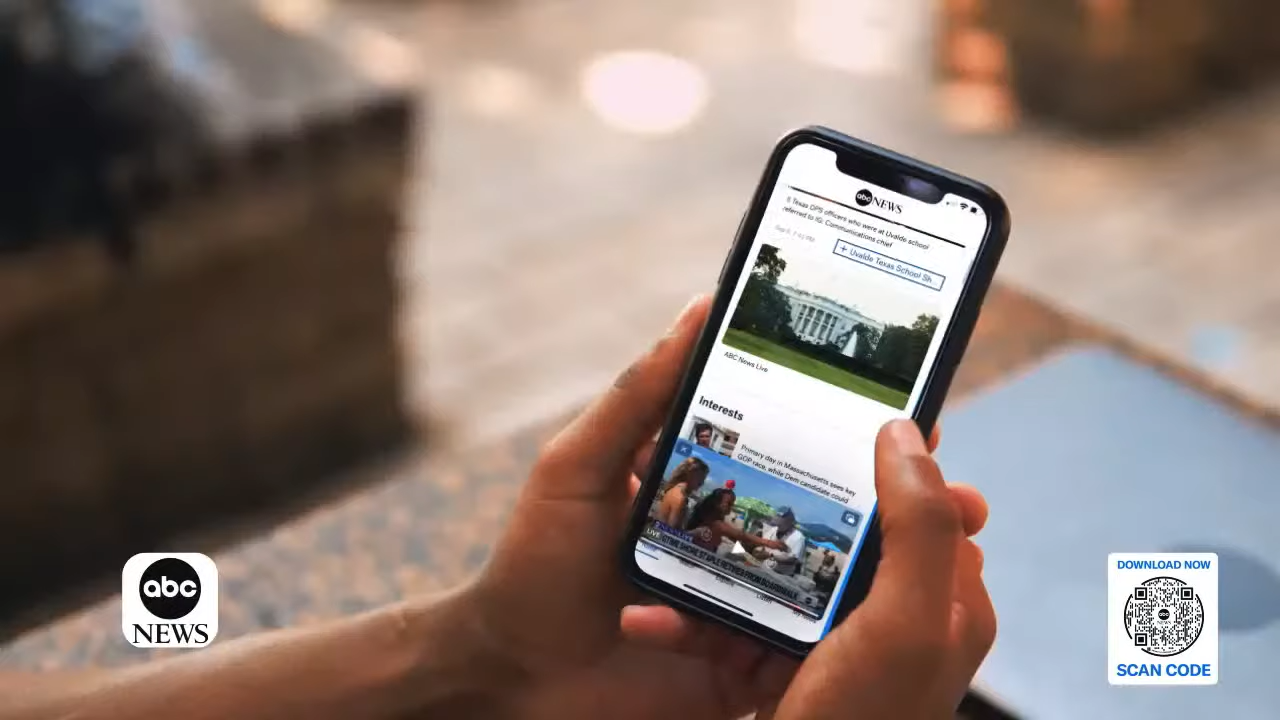 abc NEWS
5 Texas DPS officers who were at Uvalde school
referred to IG: Communications chief
+ Uvalde Texas School Sh...
ABC News Live
Interests
Primary day in Massachusetts sees key
GOP race, while Dem candidate could
LIVE
abc
NEWS
DOWNLOAD NOW
abc
SCAN CODE